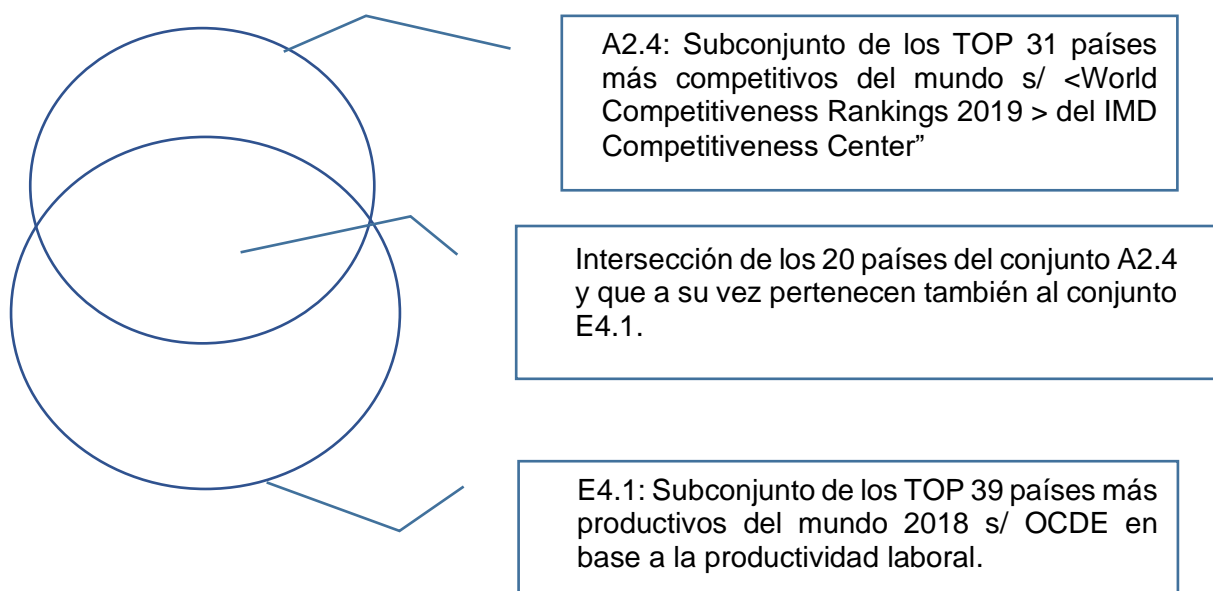 A2.4: Subconjunto de los TOP 31 países
más competitivos del mundo s/ <World
Competitiveness Rankings 2019 > del IMD
Competitiveness Center”
Intersección de los 20 países del conjunto A2.4
y que a su vez pertenecen también al conjunto
E4.1.
E4.1: Subconjunto de los TOP 39 países más
productivos del mundo 2018 s/ OCDE en
base a la productividad laboral.